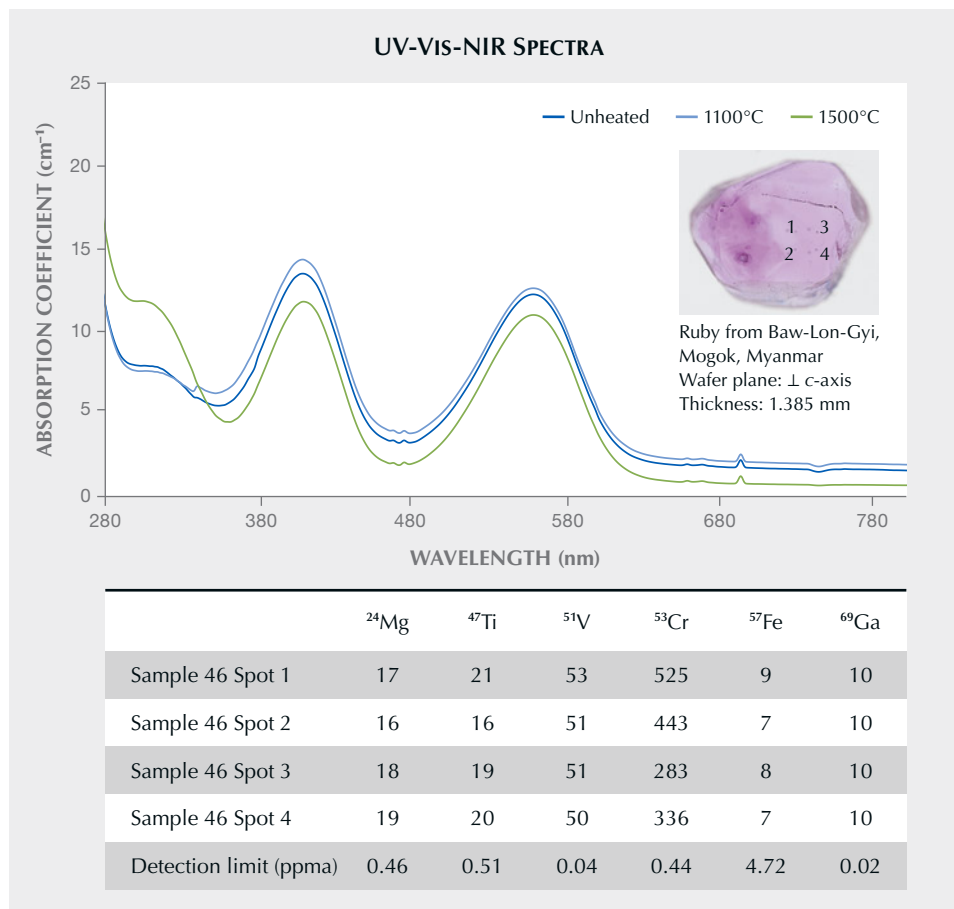 UV-VIS-NIR SPECTRA
25
20
15
10
5
0
ABSORPTION COEFFICIENT (cm⁻¹)
Unheated 1100°C 1500°C
1 3
2 4
Ruby from Baw-Lon-Gyi,
Mogok, Myanmar
Wafer plane: ⊥ c-axis
Thickness: 1.385 mm
280 380 480 580 680 780
WAVELENGTH (nm)
²⁴Mg ⁴⁷Ti ⁵¹V ⁵³Cr ⁵⁷Fe ⁶⁹Ga
Sample 46 Spot 1 17 21 53 525 9 10
Sample 46 Spot 2 16 16 51 443 7 10
Sample 46 Spot 3 18 19 51 283 8 10
Sample 46 Spot 4 19 20 50 336 7 10
Detection limit (ppma) 0.46 0.51 0.04 0.44 4.72 0.02